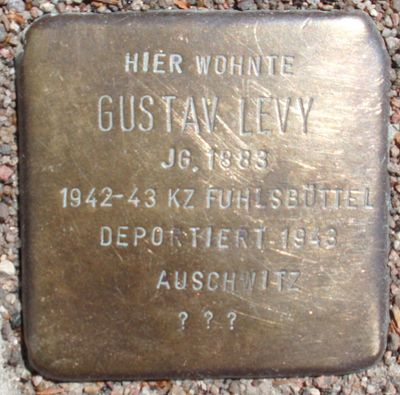 HIER WOHNTE
GUSTAV LEVY
JG. 1883
1942-43 KZ FUHLSBÜTTEL
DEPORTIERT 1943
AUSCHWITZ
? ? ?